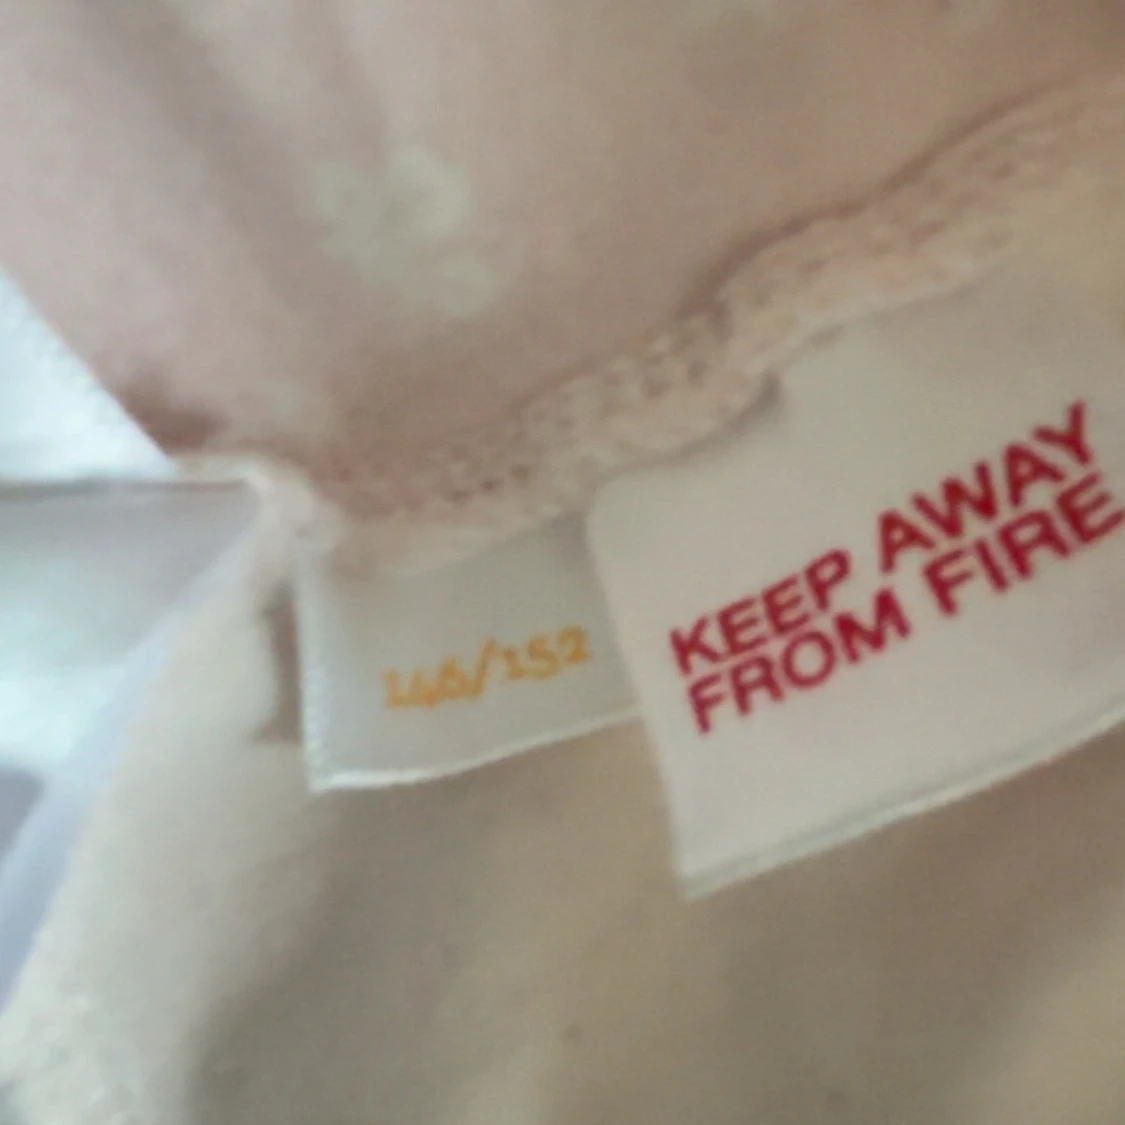 146/152
KEEP AWAY
FROM FIRE